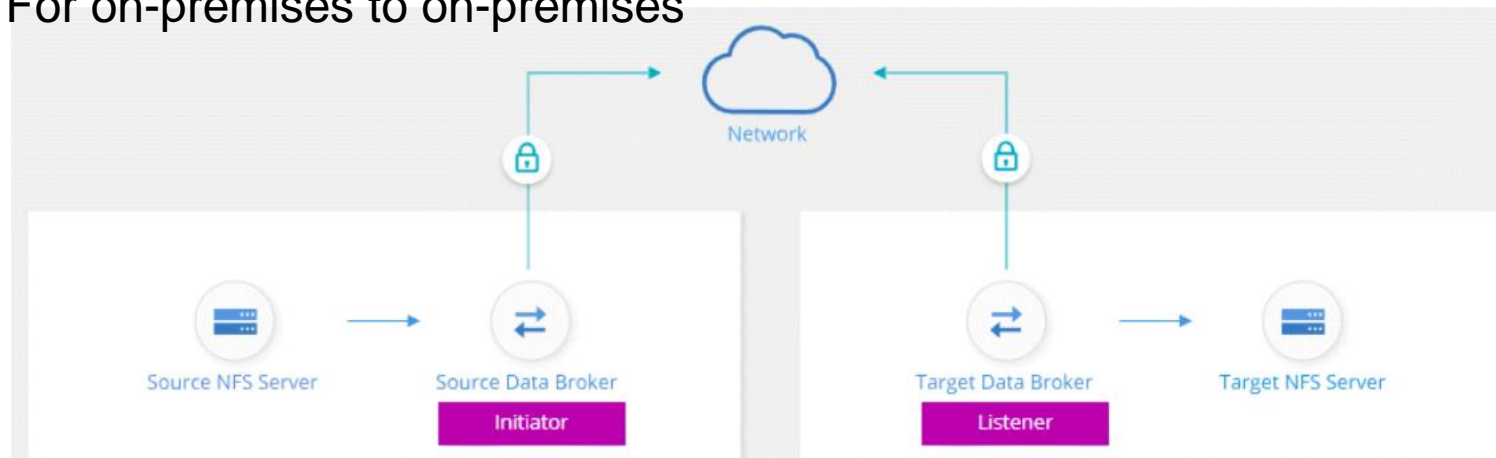 For on-premises to on-premises
Network
Source NFS Server
Source Data Broker
Target Data Broker
Target NFS Server
Initiator
Listener